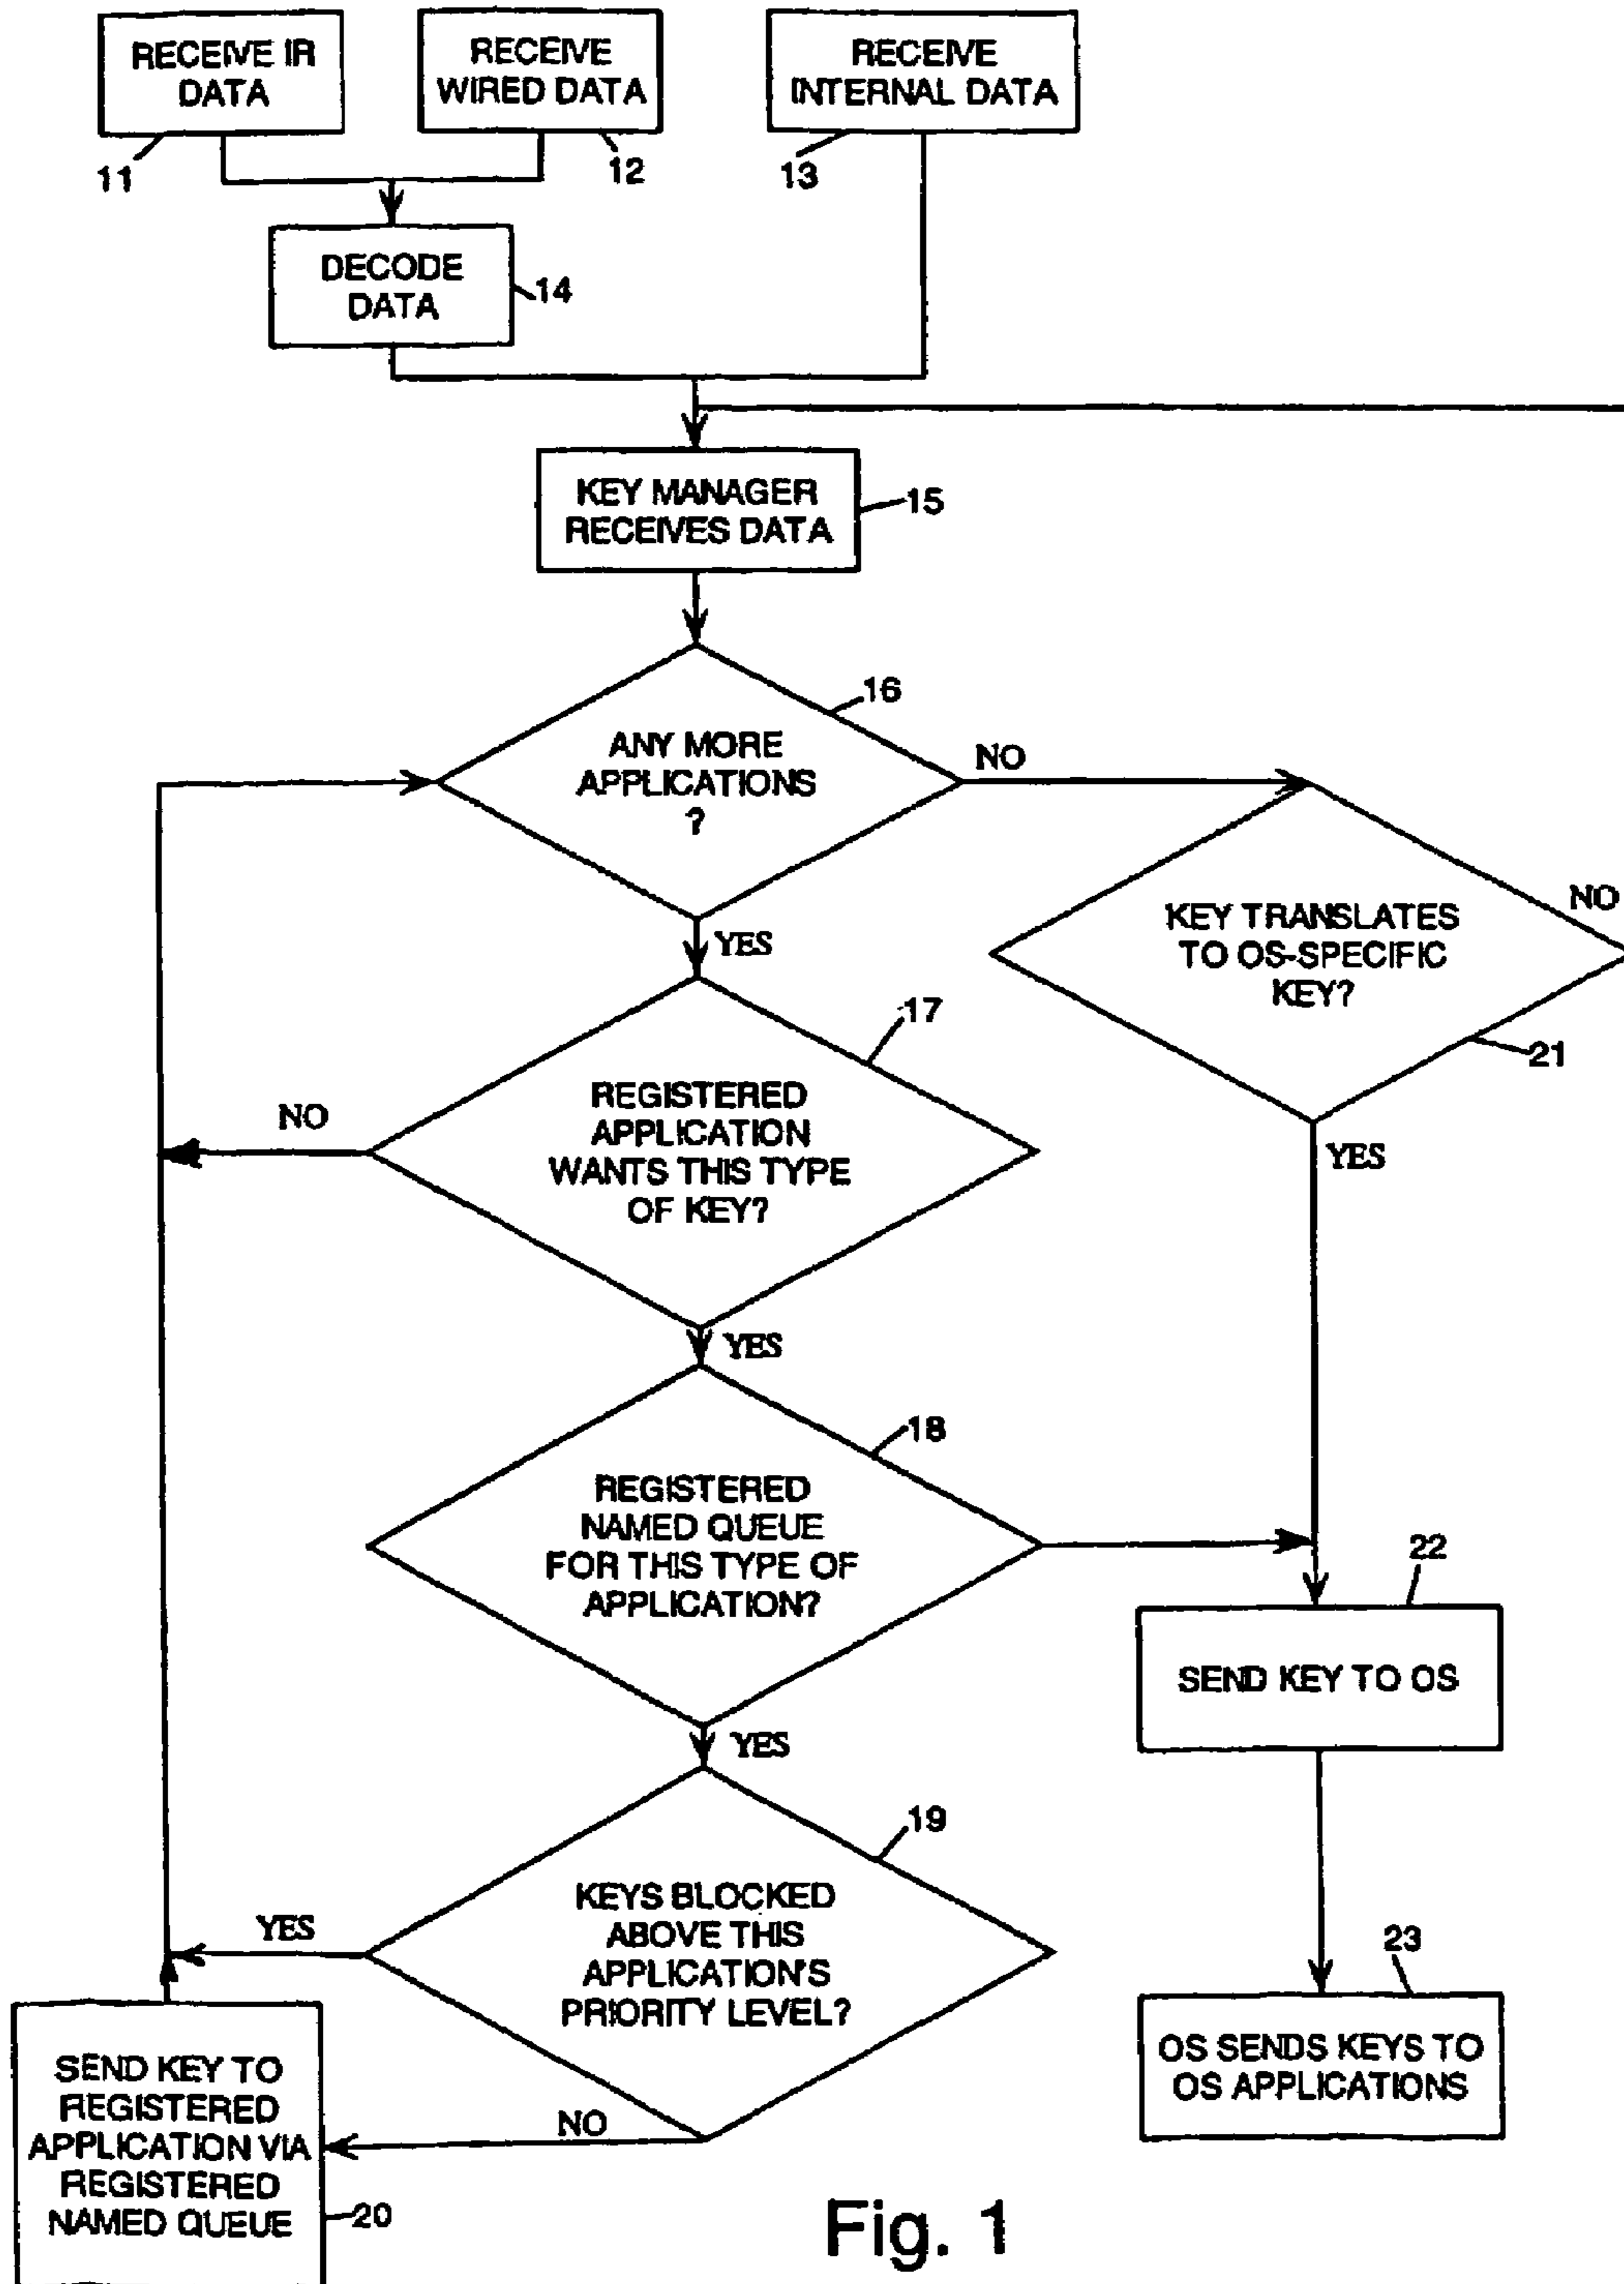 RECEIVE IR
DATA
11
RECEIVE
WIRED DATA
12
RECEIVE
INTERNAL DATA
13
DECODE
DATA
14
KEY MANAGER
RECEIVES DATA
15
ANY MORE
APPLICATIONS
?
16
NO
YES
KEY TRANSLATES
TO OS-SPECIFIC
KEY?
NO
21
YES
REGISTERED
APPLICATION
WANTS THIS TYPE
OF KEY?
17
NO
YES
REGISTERED
NAMED QUEUE
FOR THIS TYPE OF
APPLICATION?
18
YES
SEND KEY TO OS
22
KEYS BLOCKED
ABOVE THIS
APPLICATION'S
PRIORITY LEVEL?
19
YES
NO
OS SENDS KEYS TO
OS APPLICATIONS
23
SEND KEY TO
REGISTERED
APPLICATION VIA
REGISTERED
NAMED QUEUE
20
Fig. 1